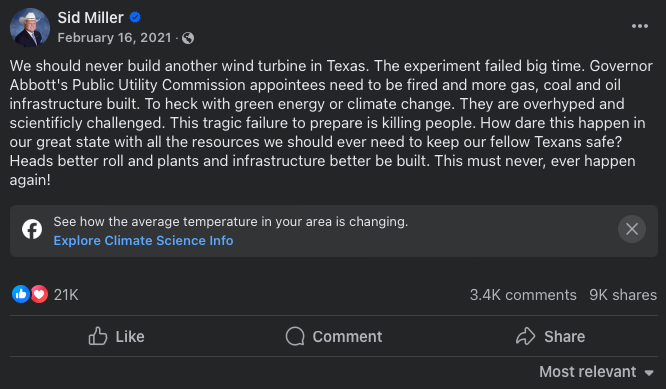 Sid Miller
February 16, 2021 ·
We should never build another wind turbine in Texas. The experiment failed big time. Governor
Abbott's Public Utility Commission appointees need to be fired and more gas, coal and oil
infrastructure built. To heck with green energy or climate change. They are overhyped and
scientificly challenged. This tragic failure to prepare is killing people. How dare this happen in
our great state with all the resources we should ever need to keep our fellow Texans safe?
Heads better roll and plants and infrastructure better be built. This must never, ever happen
again!
See how the average temperature in your area is changing.
Explore Climate Science Info
21K 3.4K comments 9K shares
Like Comment Share
Most relevant